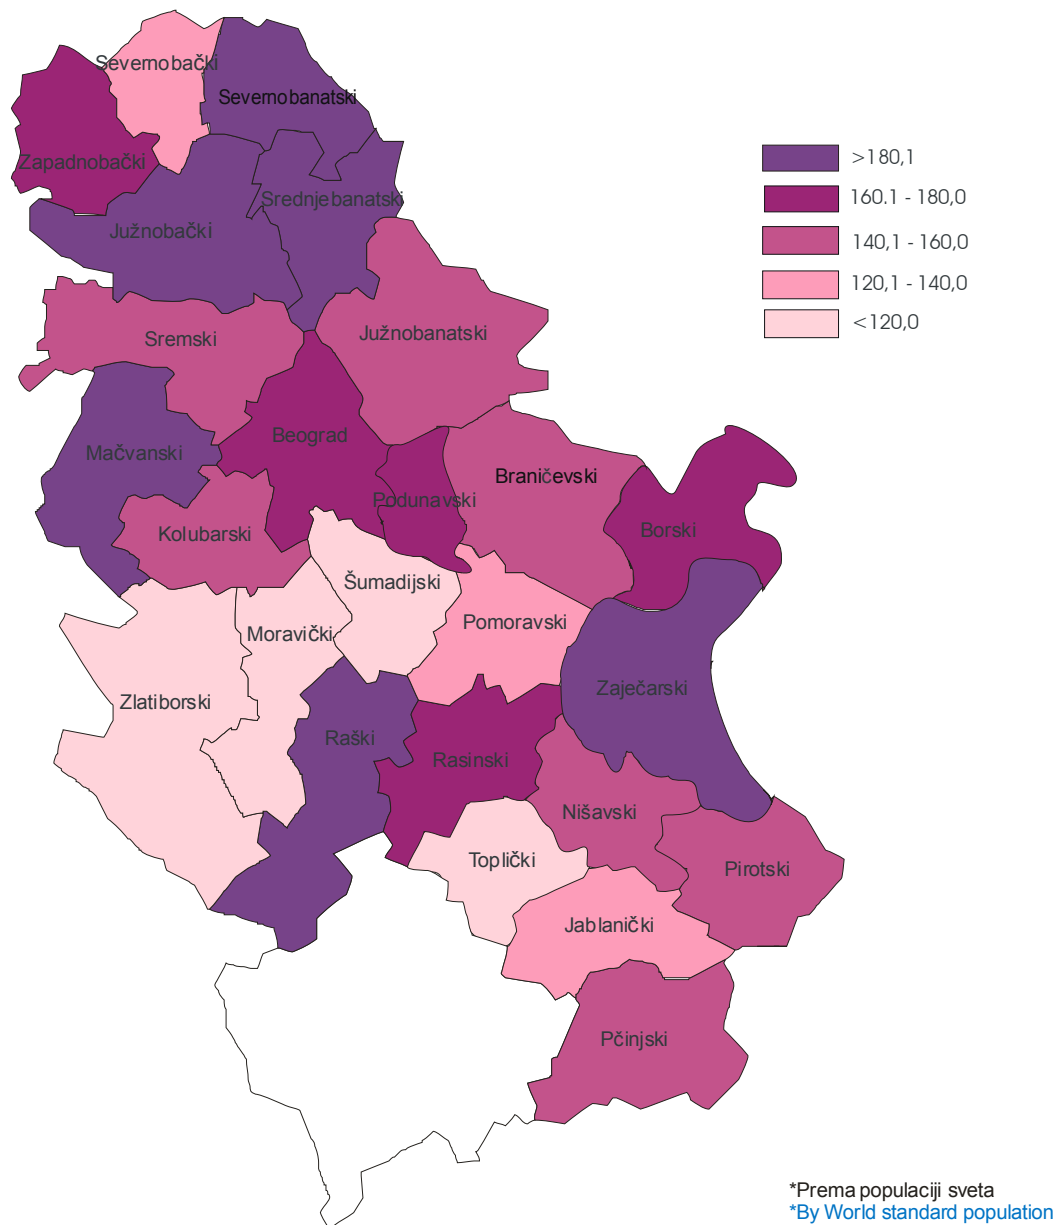 Severnobački
Severnobanatski
Zapadnobački
Srednjebanatski
Južnobački
Sremski
Južnobanatski
Mačvanski
Beograd
Podunavski
Braničevski
Kolubarski
Borski
Šumadijski
Moravički
Pomoravski
Zlatiborski
Zaječarski
Raški
Rasinski
Nišavski
Toplički
Pirotski
Jablanički
Pčinjski
>180,1
160.1 - 180,0
140,1 - 160,0
120,1 - 140,0
<120,0
*Prema populaciji sveta
*By World standard population